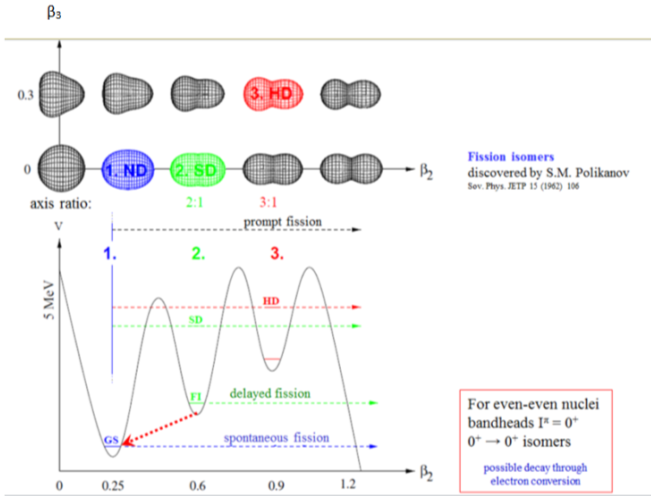 β₃
0.3
3. HD
0
1. ND
2. SD
β₂
axis ratio:
2:1
3:1
Fission isomers
discovered by S.M. Polikanov
Sov. Phys. JETP 15 (1962) 106
V
prompt fission
1.
2.
3.
5 MeV
HD
SD
FI
delayed fission
GS
spontaneous fission
β₂
0
0.25
0.6
0.9
1.2
For even-even nuclei
bandheads Iᵡ = 0⁺
0⁺ → 0⁺ isomers
possible decay through
electron conversion